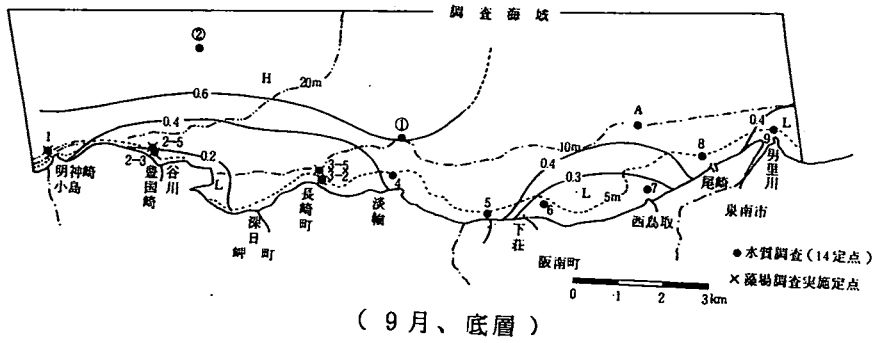 調査海域
②
H
20m
0.6
0.4
①
A
10m
0.4
L
1
2-5
2-3
0.2
L
3-5
3-2
4
0.4
0.3
L
5m
5
6
7
8
9
明神崎
小島
豊国崎
谷川
深日
岬町
長崎町
淡輪
下荘
阪南町
西鳥取
尾崎
男里川
泉南市
●水質調査(14定点)
×藻場調査実施定点
0 1 2 3km
(9月、底層)